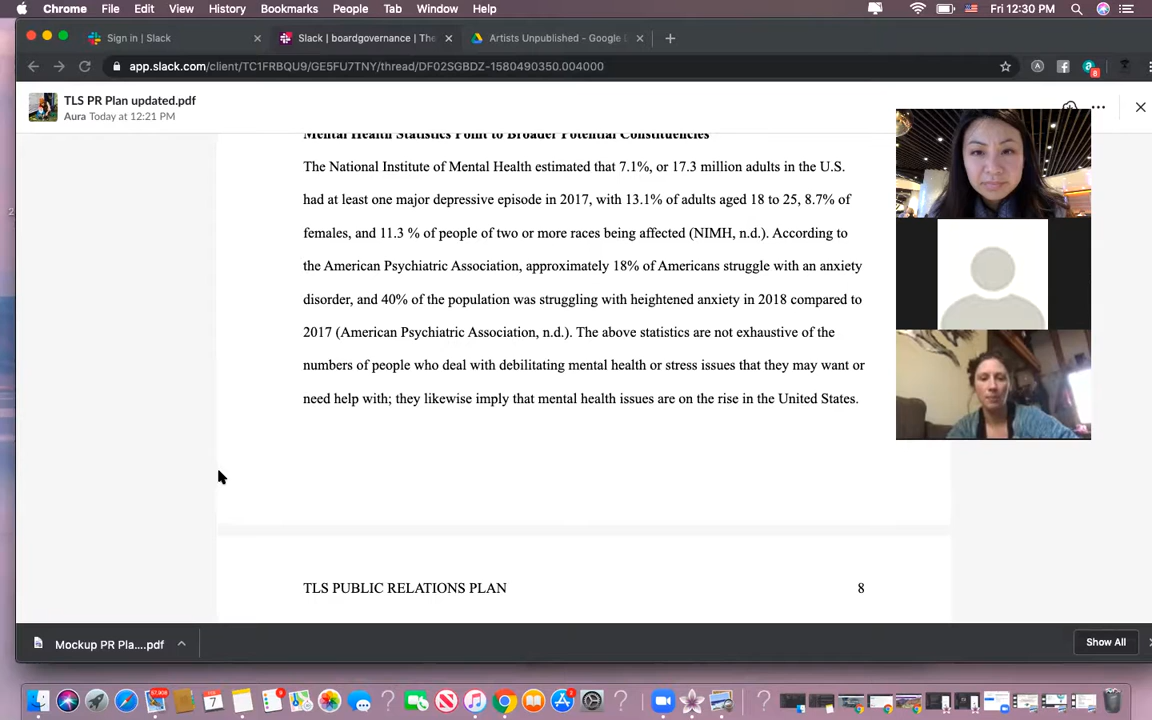 Chrome File Edit View History Bookmarks People Tab Window Help Fri 12:30 PM
Sign in | Slack
Slack | boardgovernance | The
Artists Unpublished - Google
app.slack.com/client/TC1FRBQU9/GE5FU7TNY/thread/DF02SGBDZ-1580490350.004000
TLS PR Plan updated.pdf
Aura Today at 12:21 PM
Mental Health Statistics Point to Broader Potential Constituencies
The National Institute of Mental Health estimated that 7.1%, or 17.3 million adults in the U.S.
had at least one major depressive episode in 2017, with 13.1% of adults aged 18 to 25, 8.7% of
females, and 11.3 % of people of two or more races being affected (NIMH, n.d.). According to
the American Psychiatric Association, approximately 18% of Americans struggle with an anxiety
disorder, and 40% of the population was struggling with heightened anxiety in 2018 compared to
2017 (American Psychiatric Association, n.d.). The above statistics are not exhaustive of the
numbers of people who deal with debilitating mental health or stress issues that they may want or
need help with; they likewise imply that mental health issues are on the rise in the United States.
TLS PUBLIC RELATIONS PLAN 8
Mockup PR Pla....pdf
Show All